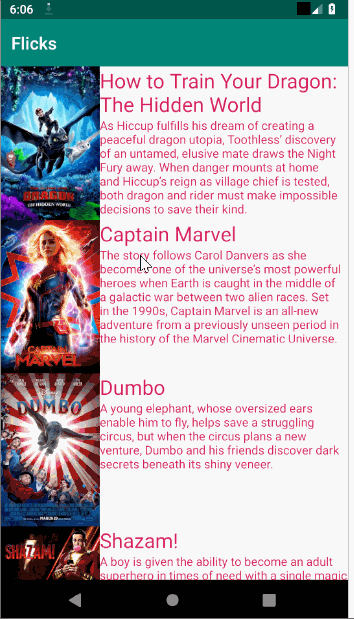 6:06
Flicks
How to Train Your Dragon:
The Hidden World
As Hiccup fulfills his dream of creating a
peaceful dragon utopia, Toothless' discovery
of an untamed, elusive mate draws the Night
Fury away. When danger mounts at home
and Hiccup's reign as village chief is tested,
both dragon and rider must make impossible
decisions to save their kind.
DRAGON
THE HIDDEN WORLD
Captain Marvel
The story follows Carol Danvers as she
becomes one of the universe's most powerful
heroes when Earth is caught in the middle of
a galactic war between two alien races. Set
in the 1990s, Captain Marvel is an all-new
adventure from a previously unseen period in
the history of the Marvel Cinematic Universe.
CAPTAIN
MARVEL
Dumbo
A young elephant, whose oversized ears
enable him to fly, helps save a struggling
circus, but when the circus plans a new
venture, Dumbo and his friends discover dark
secrets beneath its shiny veneer.
DUMBO
Shazam!
A boy is given the ability to become an adult
superhero in times of need with a single magic
SHAZAM!